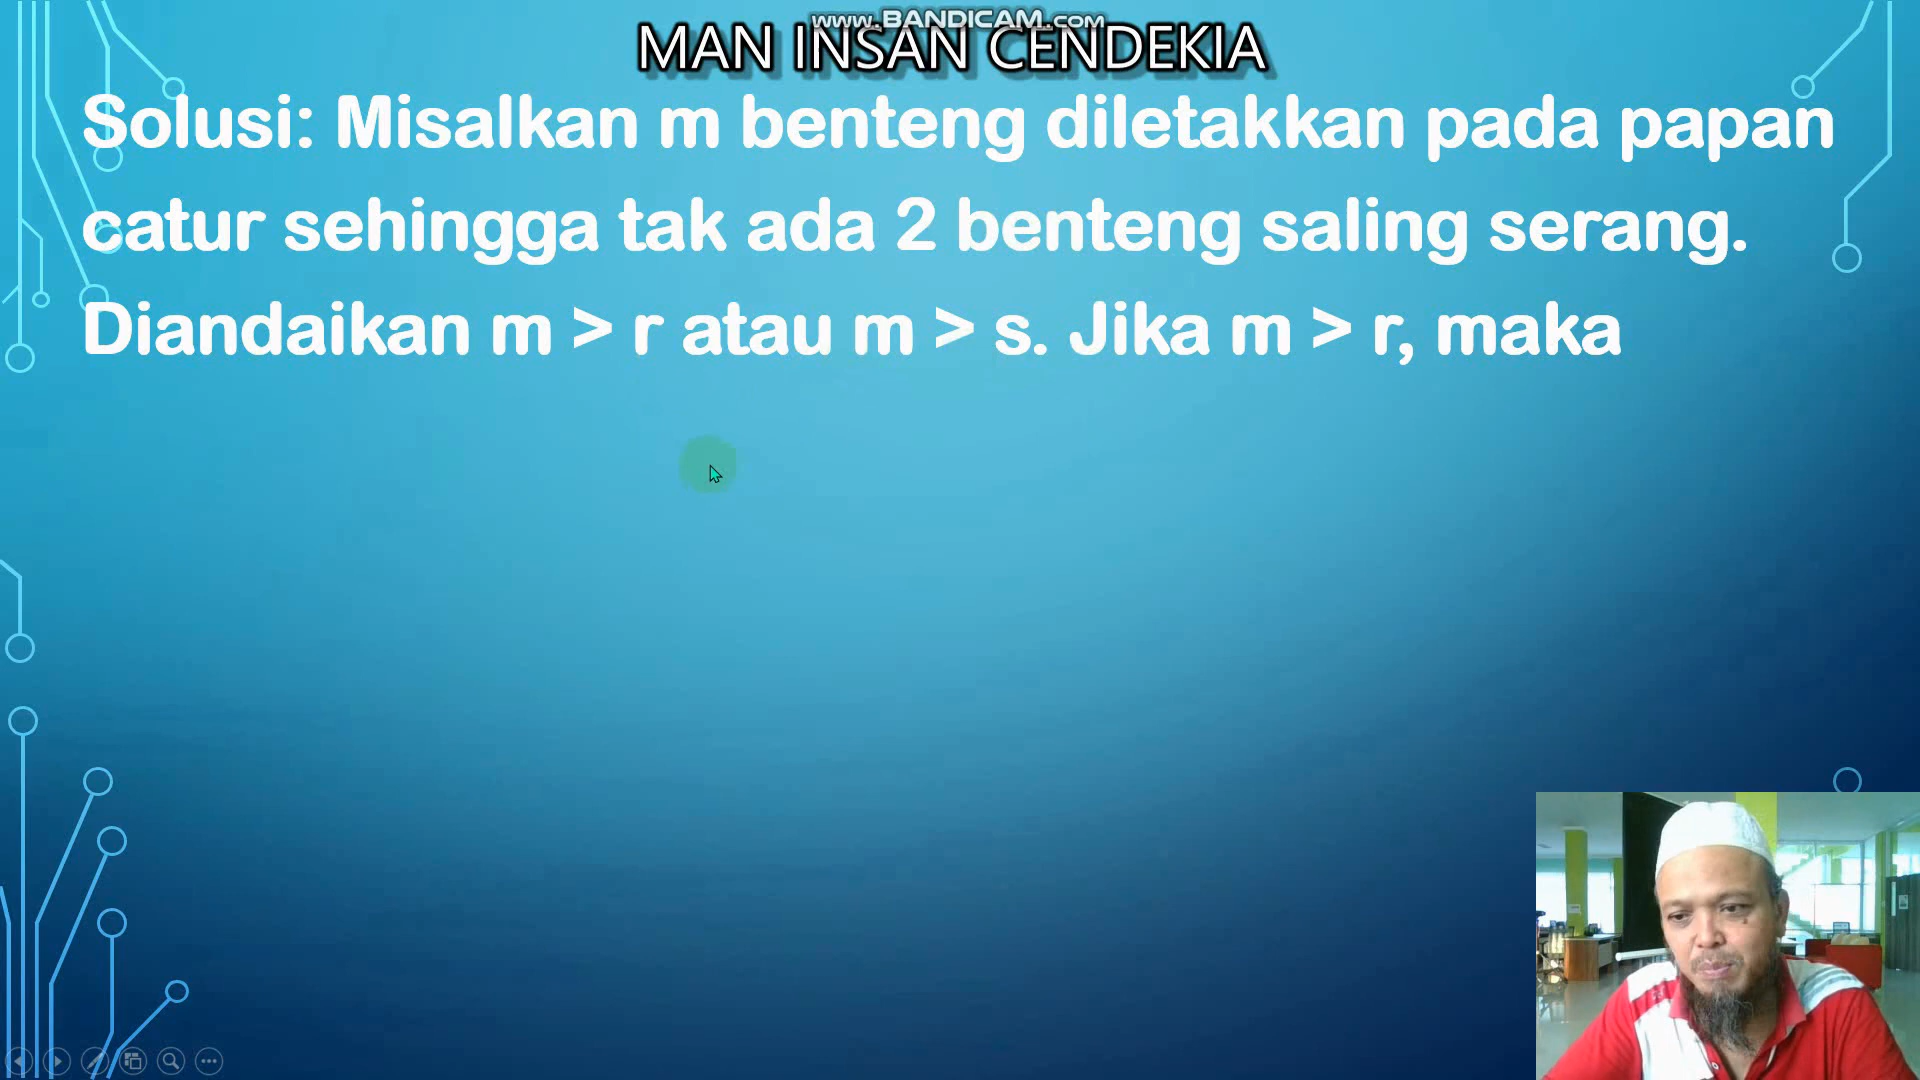 www.BANDICAM.com
MAN INSAN CENDEKIA
Solusi: Misalkan m benteng diletakkan pada papan
catur sehingga tak ada 2 benteng saling serang.
Diandaikan m > r atau m > s. Jika m > r, maka